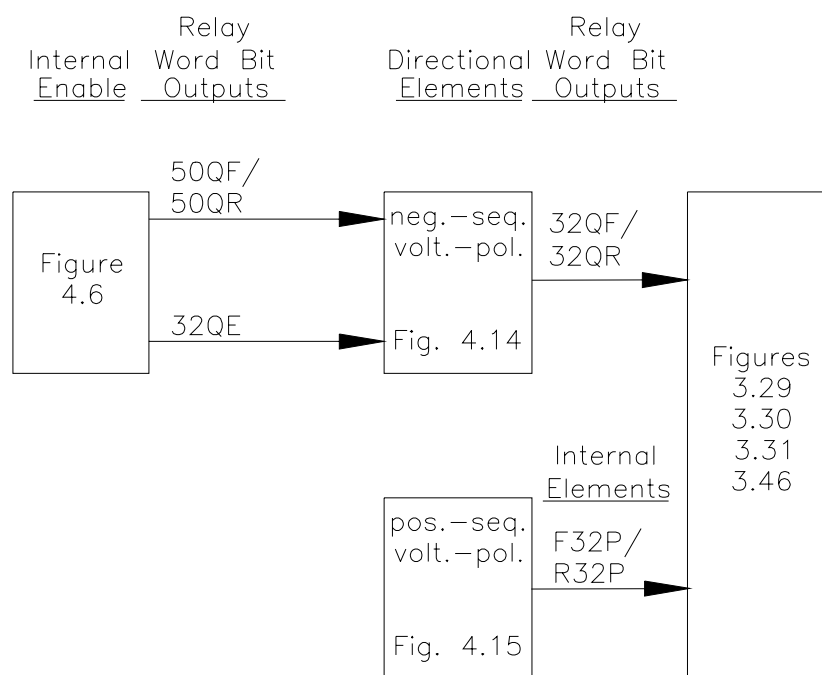 Internal
Enable
Relay
Word Bit
Outputs
Directional
Elements
Relay
Word Bit
Outputs
Figure
4.6
50QF/
50QR
32QE
neg.-seq.
volt.-pol.
Fig. 4.14
32QF/
32QR
pos.-seq.
volt.-pol.
Fig. 4.15
Internal
Elements
F32P/
R32P
Figures
3.29
3.30
3.31
3.46